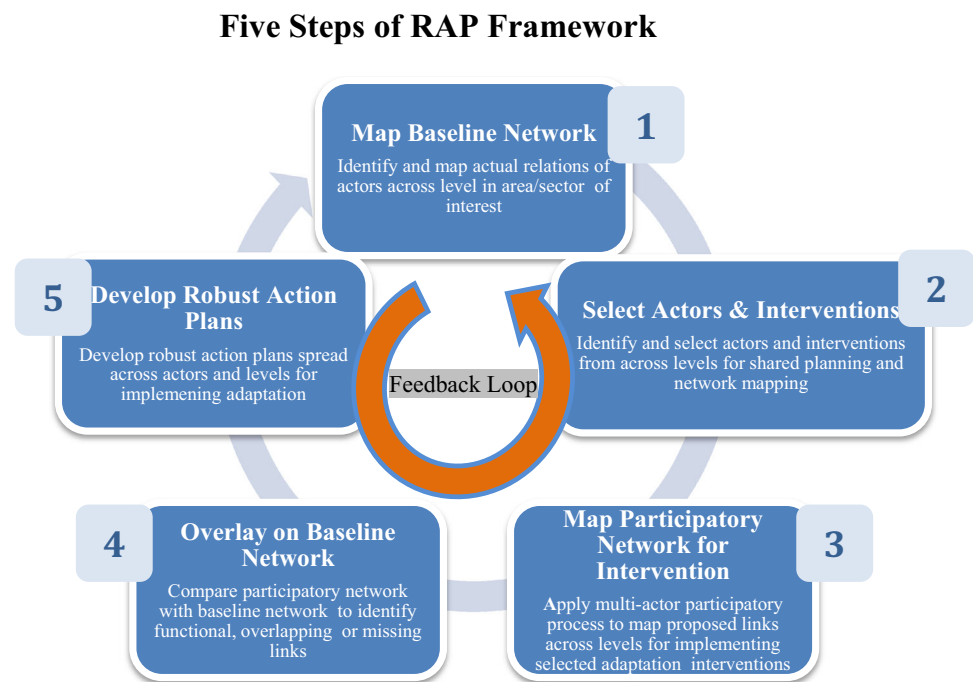 Five Steps of RAP Framework
Map Baseline Network
1
Identify and map actual relations of
actors across level in area/sector of
interest
Select Actors & Interventions
2
Identify and select actors and interventions
from across levels for shared planning and
network mapping
Map Participatory
Network for
Intervention
3
Apply multi-actor participatory
process to map proposed links
across levels for implementing
selected adaptation interventions
4
Overlay on Baseline
Network
Compare participatory network
with baseline network to identify
functional, overlapping or missing
links
5
Develop Robust Action
Plans
Develop robust action plans spread
across actors and levels for
implemening adaptation
Feedback Loop